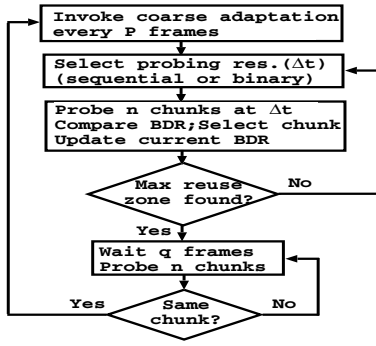 Invoke coarse adaptation
every P frames
Select probing res.(Δt)
(sequential or binary)
Probe n chunks at Δt
Compare BDR;Select chunk
Update current BDR
Max reuse
zone found?
No
Yes
Wait q frames
Probe n chunks
Yes
Same
chunk?
No